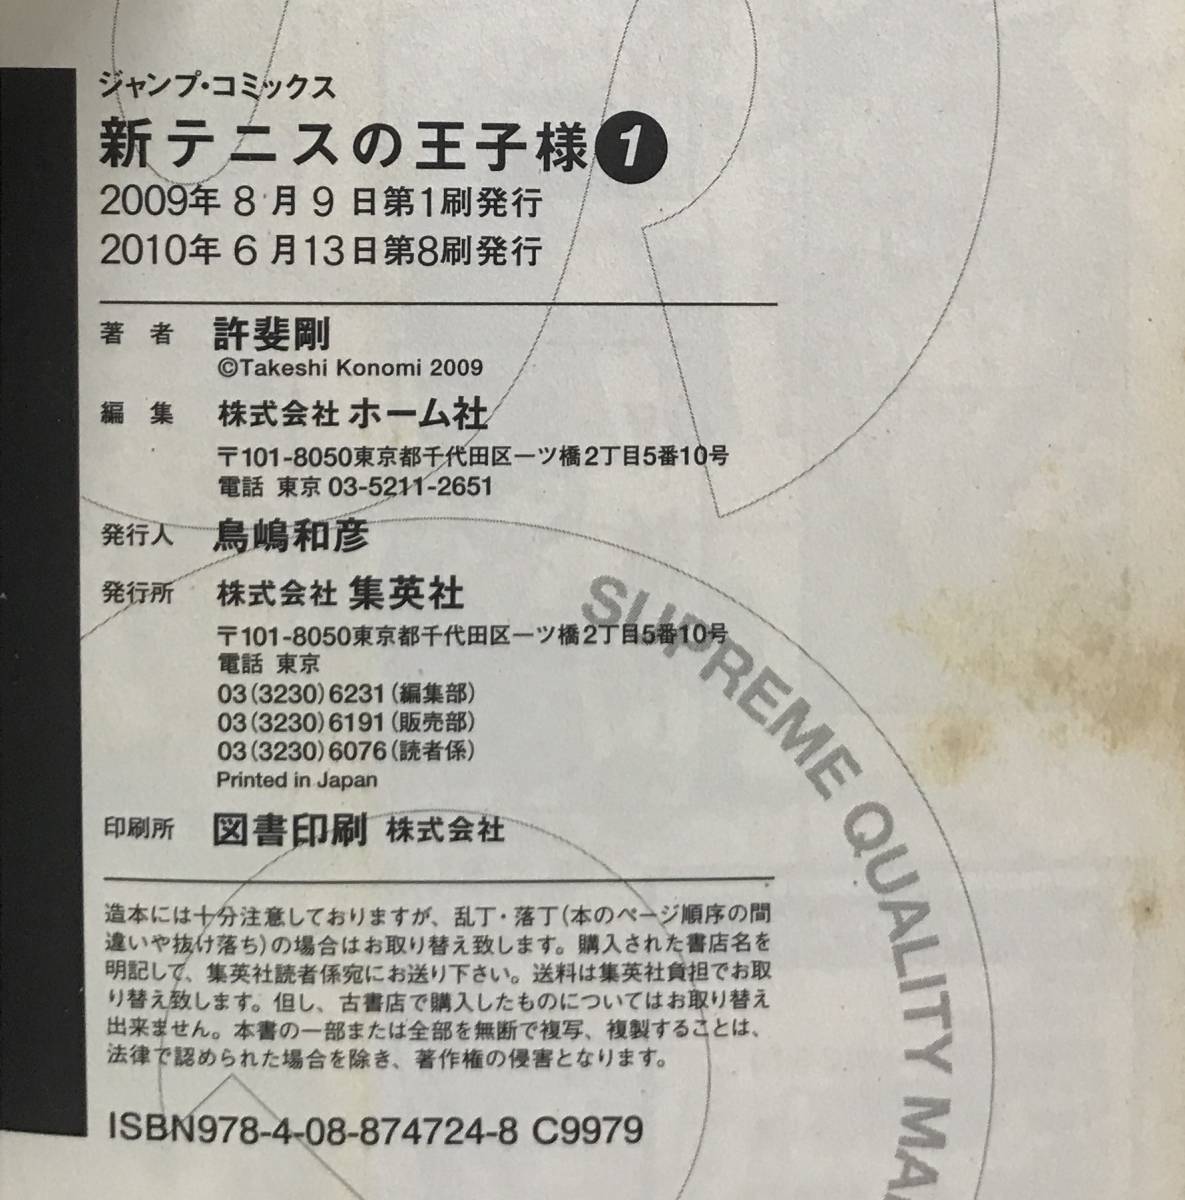 ジャンプ・コミックス
新テニスの王子様1
2009年8月9日第1刷発行
2010年6月13日第8刷発行
著者 許斐剛
©Takeshi Konomi 2009
編集 株式会社 ホーム社
〒101-8050東京都千代田区一ツ橋2丁目5番10号
電話 東京 03-5211-2651
発行人 鳥嶋和彦
発行所 株式会社 集英社
〒101-8050東京都千代田区一ツ橋2丁目5番10号
電話 東京
03(3230)6231(編集部)
03(3230)6191(販売部)
03(3230)6076(読者係)
Printed in Japan
印刷所 図書印刷 株式会社
造本には十分注意しておりますが、乱丁・落丁(本のページ順序の間
違いや抜け落ち)の場合はお取り替え致します。購入された書店名を
明記して、集英社読者係宛にお送り下さい。送料は集英社負担でお取
り替え致します。但し、古書店で購入したものについてはお取り替え
出来ません。本書の一部または全部を無断で複写、複製することは、
法律で認められた場合を除き、著作権の侵害となります。
ISBN978-4-08-874724-8 C9979
SUPREME QUALITY MA